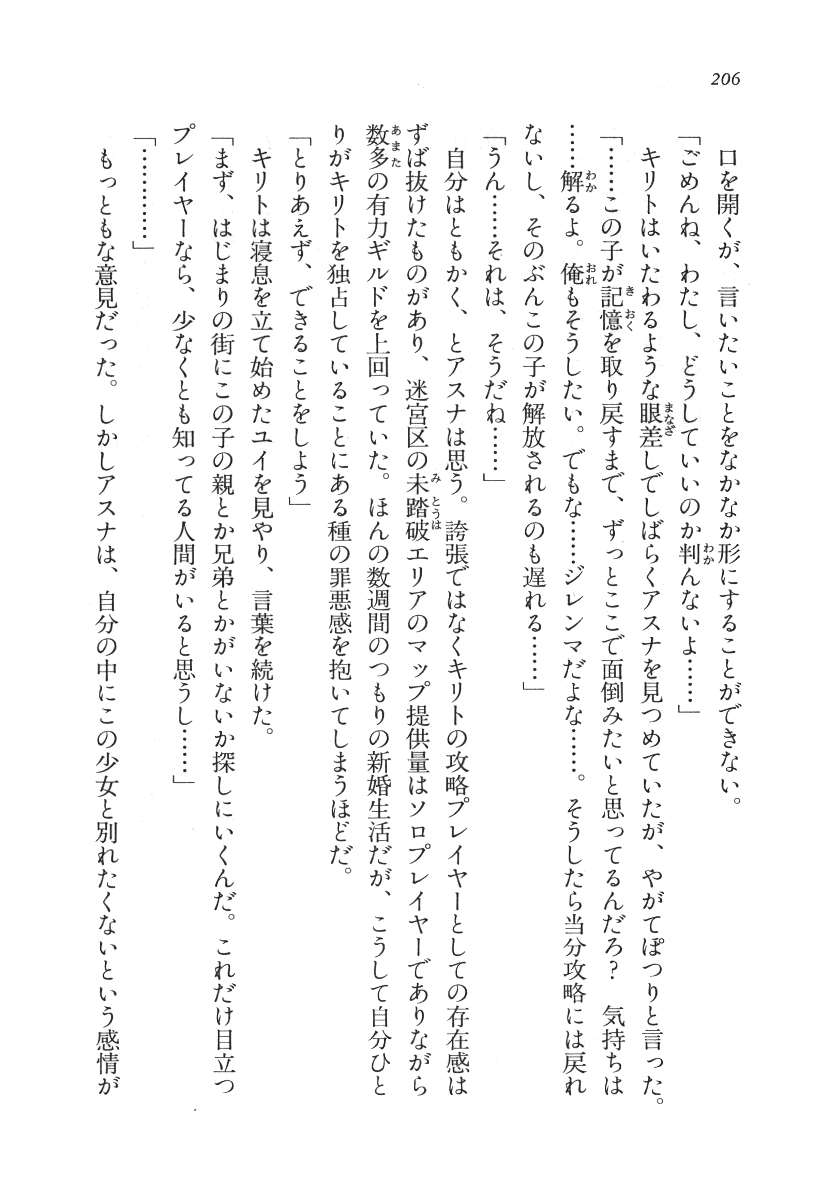 206
口を開くが、言いたいことをなかなか形にすることができない。
「ごめんね、わたし、どうしていいのか判んないよ……」
キリトはいたわるような眼差しでしばらくアスナを見つめていたが、やがてぽつりと言った。
「……この子が記憶を取り戻すまで、ずっとここで面倒みたいと思ってるんだろ？　気持ちは
……解るよ。俺もそうしたい。でもな……ジレンマだよな……。そうしたら当分攻略には戻れ
ないし、そのぶんこの子が解放されるのも遅れる……」
「うん……それは、そうだね……」
自分はともかく、とアスナは思う。誇張ではなくキリトの攻略プレイヤーとしての存在感は
ずば抜けたものがあり、迷宮区の未踏破エリアのマップ提供量はソロプレイヤーでありながら
数多の有力ギルドを上回っていた。ほんの数週間のつもりの新婚生活だが、こうして自分ひと
りがキリトを独占していることにある種の罪悪感を抱いてしまうほどだ。
「とりあえず、できることをしよう」
キリトは寝息を立て始めたユイを見やり、言葉を続けた。
「まず、はじまりの街にこの子の親とか兄弟とかがいないか探しにいくんだ。これだけ目立つ
プレイヤーなら、少なくとも知ってる人間がいると思うし……」
「…………」
もっともな意見だった。しかしアスナは、自分の中にこの少女と別れたくないという感情が